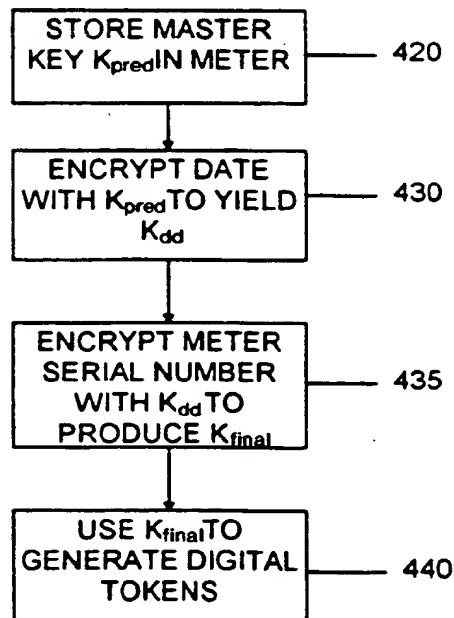 STORE MASTER
KEY KpredIN METER
420
ENCRYPT DATE
WITH KpredTO YIELD
Kdd
430
ENCRYPT METER
SERIAL NUMBER
WITH KddTO
PRODUCE Kfinal
435
USE KfinalTO
GENERATE DIGITAL
TOKENS
440